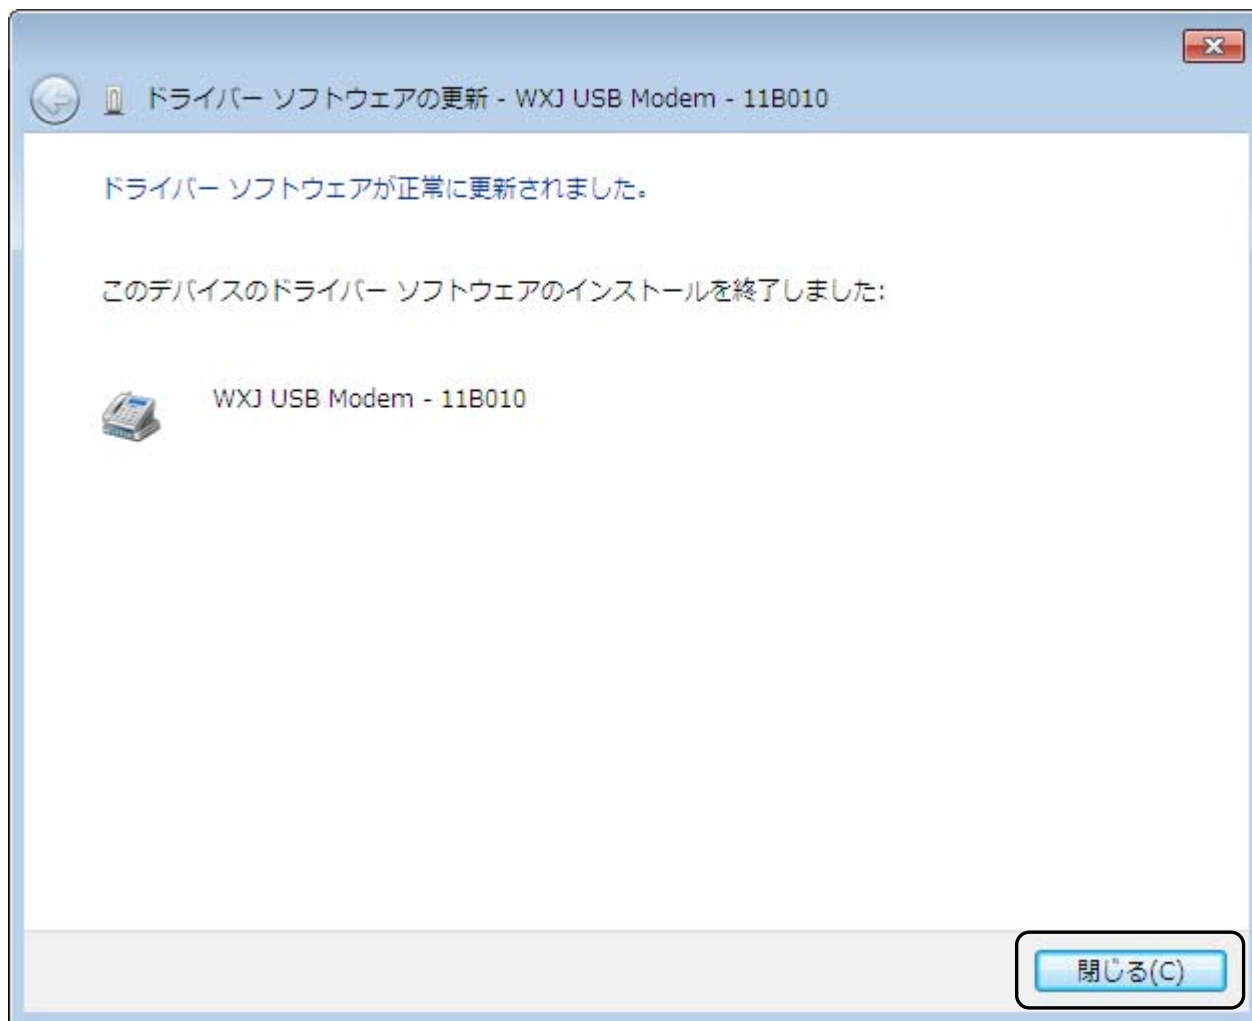 ドライバー ソフトウェアの更新 - WXJ USB Modem - 11B010
ドライバー ソフトウェアが正常に更新されました。
このデバイスのドライバー ソフトウェアのインストールを終了しました:
WXJ USB Modem - 11B010
閉じる(C)